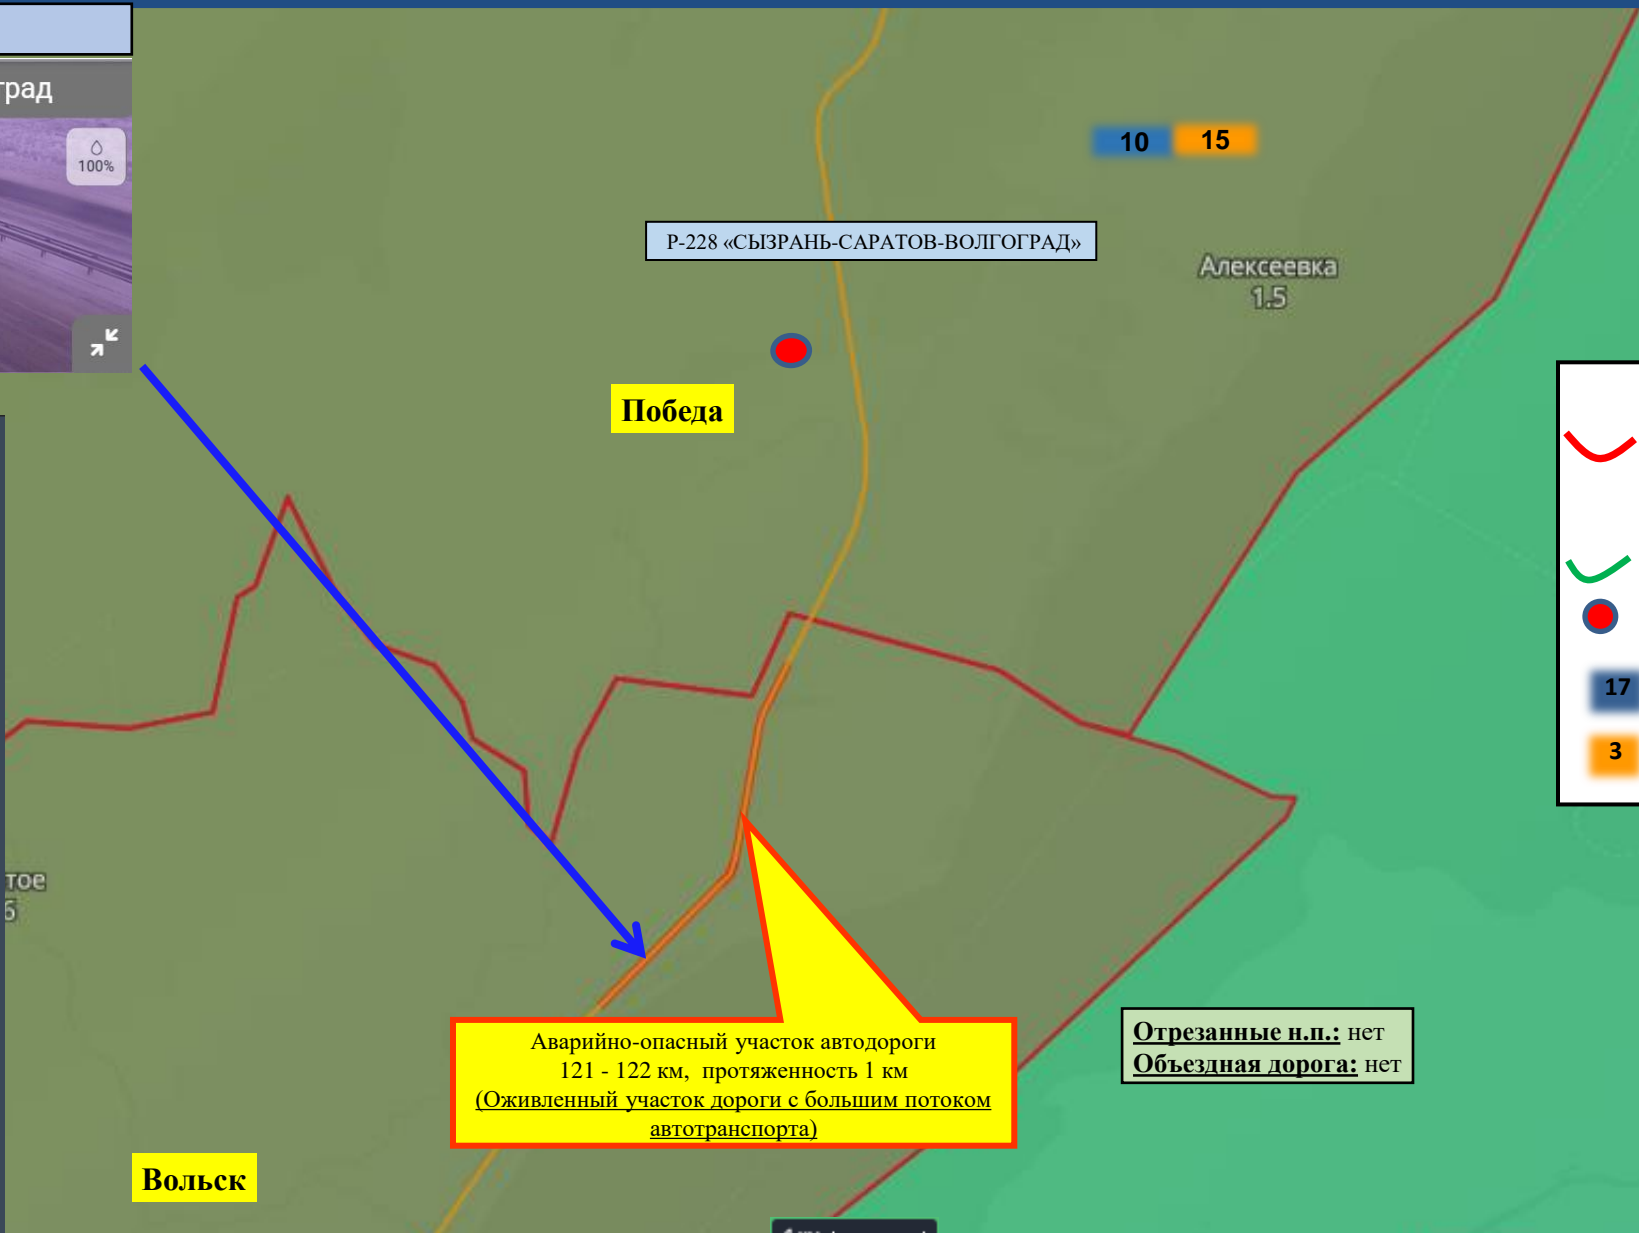 град
100%
10 15
Р-228 «СЫЗРАНЬ-САРАТОВ-ВОЛГОГРАД»
Алексеевка
1.5
Победа
17
3
тое
6
Аварийно-опасный участок автодороги
121 - 122 км, протяженность 1 км
(Оживленный участок дороги с большим потоком
автотранспорта)
Отрезанные н.п.: нет
Объездная дорога: нет
Вольск